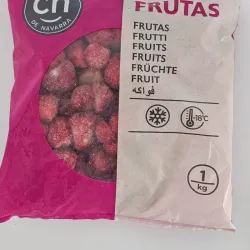 cn
DE NAVARRA
FRUTAS
FRUTAS
FRUTTI
FRUITS
FRUITS
FRÜCHTE
FRUIT
فواكه
-18°C
1
kg